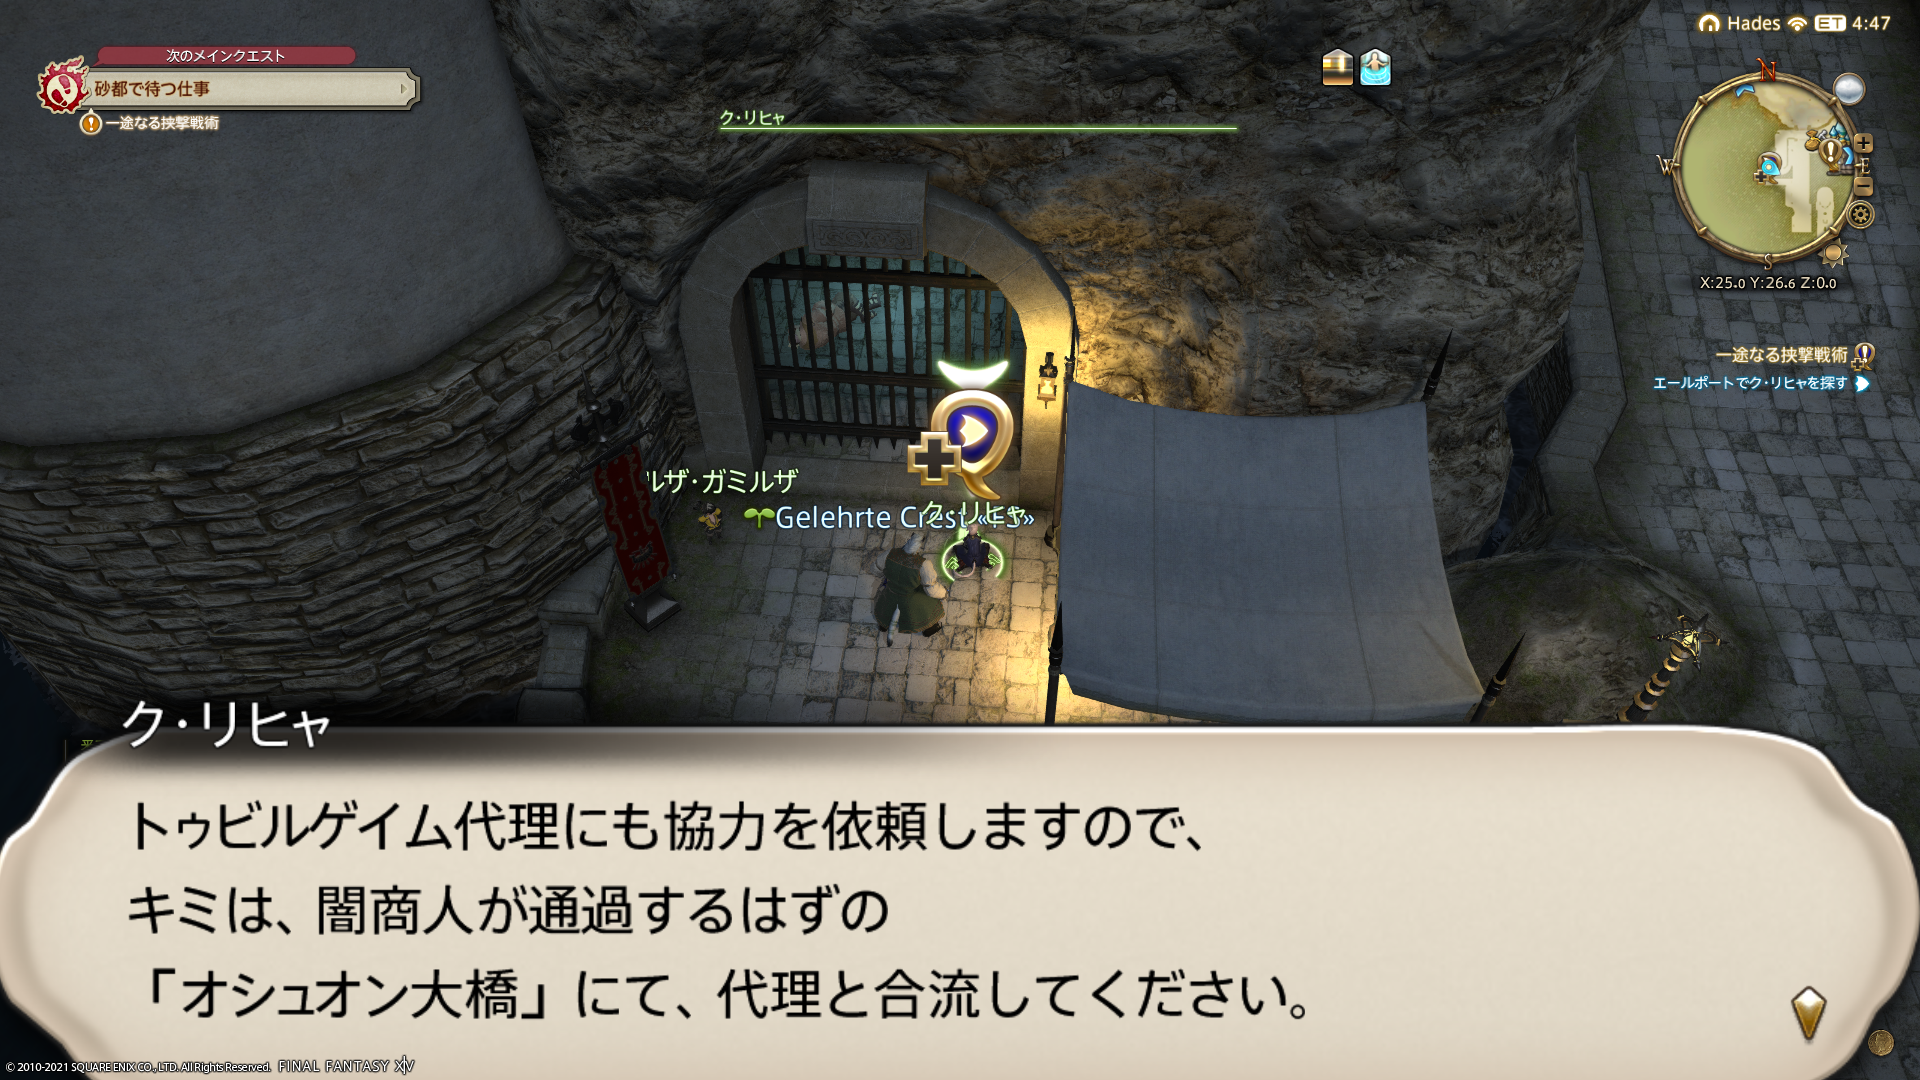 次のメインクエスト
砂都で待つ仕事
一途なる挟撃戦術
ク・リヒャ
Hades ET 4:47
N
W
E
S
X:25.0 Y:26.6 Z:0.0
一途なる挟撃戦術
エールポートでク・リヒャを探す
ルザ・ガミルザ
ク・リヒャ
Gelehrte Crest
ク・リヒャ
トゥビルゲイム代理にも協力を依頼しますので、
キミは、闇商人が通過するはずの
「オシュオン大橋」にて、代理と合流してください。
© 2010-2021 SQUARE ENIX CO., LTD. All Rights Reserved. FINAL FANTASY XIV